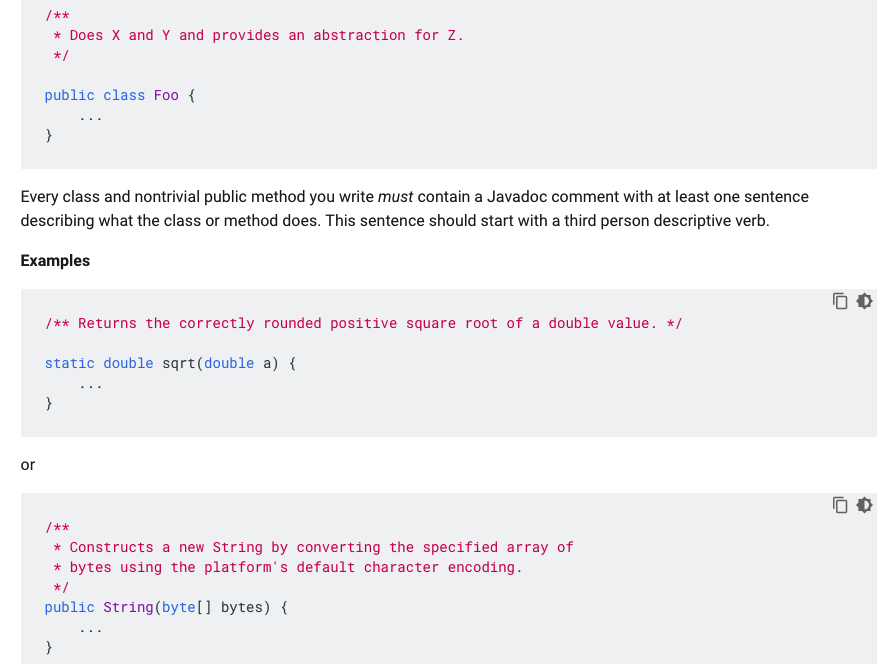 /**
 * Does X and Y and provides an abstraction for Z.
 */
public class Foo {
    ...
}
Every class and nontrivial public method you write must contain a Javadoc comment with at least one sentence
describing what the class or method does. This sentence should start with a third person descriptive verb.
Examples
/** Returns the correctly rounded positive square root of a double value. */
static double sqrt(double a) {
    ...
}
or
/**
 * Constructs a new String by converting the specified array of
 * bytes using the platform's default character encoding.
 */
public String(byte[] bytes) {
    ...
}